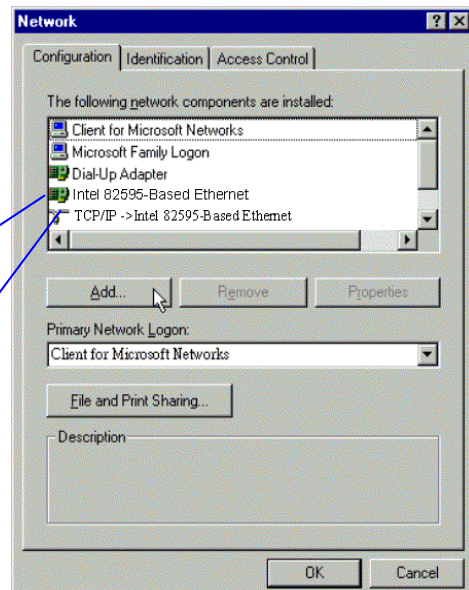 Network
Configuration Identification Access Control
The following network components are installed:
Client for Microsoft Networks
Microsoft Family Logon
Dial-Up Adapter
Intel 82595-Based Ethernet
TCP/IP ->Intel 82595-Based Ethernet
Add... Remove Properties
Primary Network Logon:
Client for Microsoft Networks
File and Print Sharing...
Description
OK Cancel